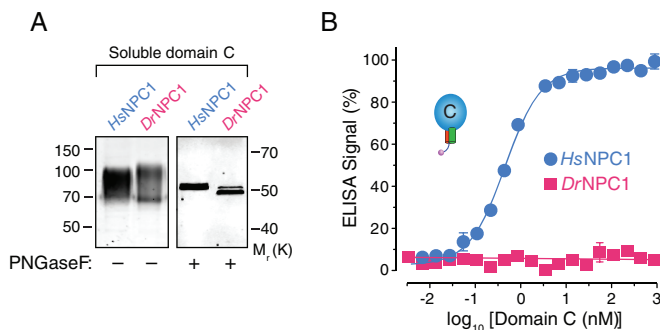 A
Soluble domain C
HsNPC1 DrNPC1 HsNPC1 DrNPC1
150
100
70
50
70
50
40
Mr (K)
PNGaseF: – – + +
B
ELISA Signal (%)
100
80
60
40
20
0
C
HsNPC1
DrNPC1
-2 -1 0 1 2 3
log10 [Domain C (nM)]